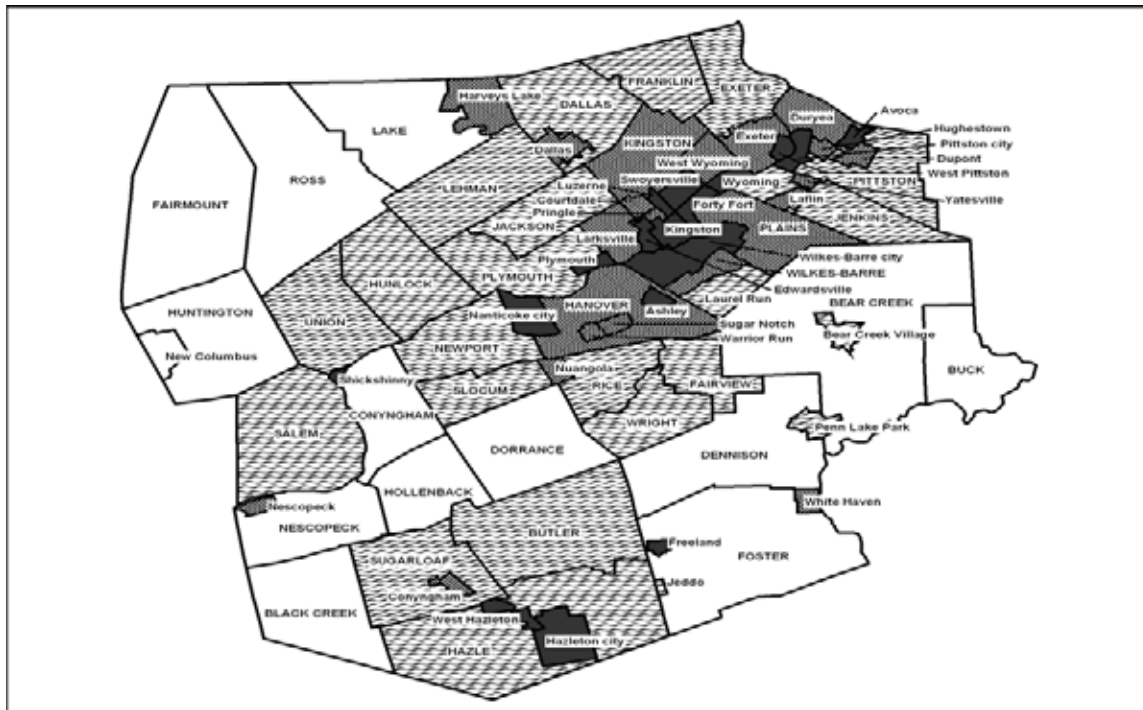 FRANKLIN
EXETER
Harveys Lake
DALLAS
Avoca
Duryea
LAKE
Hughestown
Exeter
KINGSTON
Pittston city
Dallas
Dupont
West Wyoming
West Pittston
ROSS
Swoyersville
Wyoming
PITTSTON
LEHMAN
Luzerne
Courtdale
Forty Fort
Laflin
Yatesville
FAIRMOUNT
Pringle
JENKINS
JACKSON
Kingston
PLAINS
Larksville
Wilkes-Barre city
Plymouth
WILKES-BARRE
PLYMOUTH
HUNLOCK
Edwardsville
Laurel Run
HANOVER
BEAR CREEK
HUNTINGTON
Nanticoke city
Ashley
UNION
Sugar Notch
Bear Creek Village
Warrior Run
NEWPORT
New Columbus
Nuangola
BUCK
Shickshinny
RICE
FAIRVIEW
SLOCUM
CONYNGHAM
WRIGHT
Penn Lake Park
SALEM
DORRANCE
DENNISON
HOLLENBACK
White Haven
Nescopeck
NESCOPECK
BUTLER
Freeland
FOSTER
SUGARLOAF
Jeddo
Conyngham
BLACK CREEK
West Hazleton
Hazleton city
HAZLE